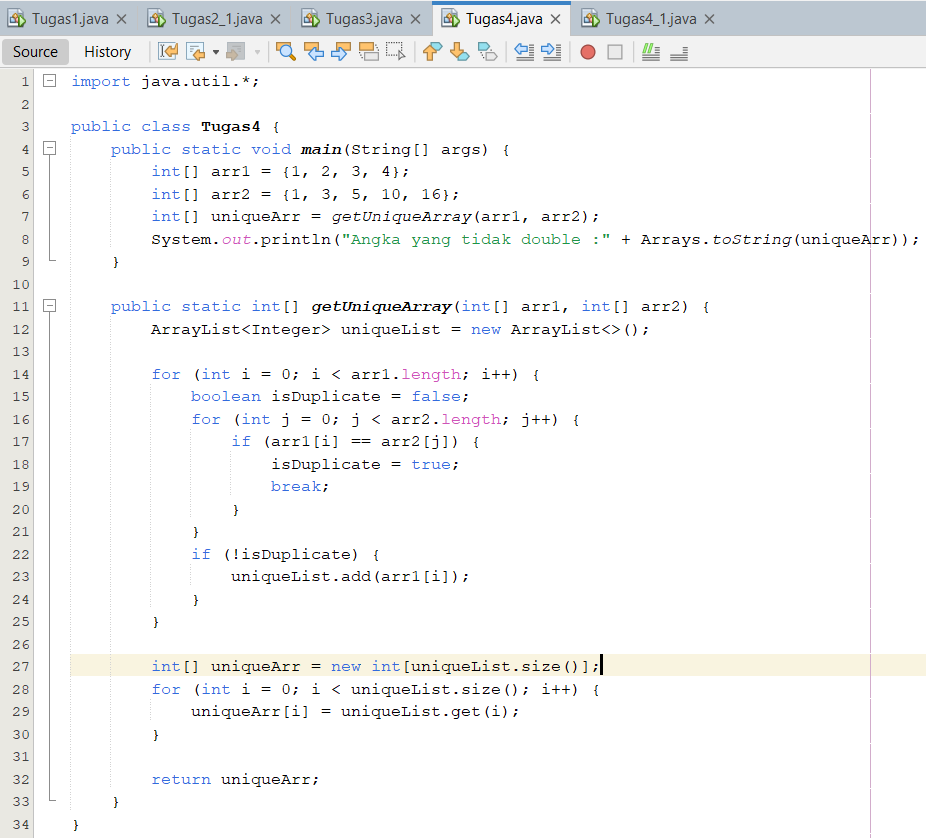 Tugas1.java Tugas2_1.java Tugas3.java Tugas4.java Tugas4_1.java
Source History
1 import java.util.*;
2
3 public class Tugas4 {
4 public static void main(String[] args) {
5 int[] arr1 = {1, 2, 3, 4};
6 int[] arr2 = {1, 3, 5, 10, 16};
7 int[] uniqueArr = getUniqueArray(arr1, arr2);
8 System.out.println("Angka yang tidak double :" + Arrays.toString(uniqueArr));
9 }
10
11 public static int[] getUniqueArray(int[] arr1, int[] arr2) {
12 ArrayList<Integer> uniqueList = new ArrayList<>();
13
14 for (int i = 0; i < arr1.length; i++) {
15 boolean isDuplicate = false;
16 for (int j = 0; j < arr2.length; j++) {
17 if (arr1[i] == arr2[j]) {
18 isDuplicate = true;
19 break;
20 }
21 }
22 if (!isDuplicate) {
23 uniqueList.add(arr1[i]);
24 }
25 }
26
27 int[] uniqueArr = new int[uniqueList.size()];
28 for (int i = 0; i < uniqueList.size(); i++) {
29 uniqueArr[i] = uniqueList.get(i);
30 }
31
32 return uniqueArr;
33 }
34 }